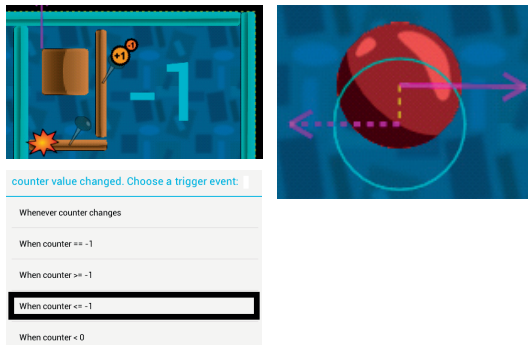 +1
-1
-1
counter value changed. Choose a trigger event:
Whenever counter changes
When counter == -1
When counter >= -1
When counter <= -1
When counter < 0